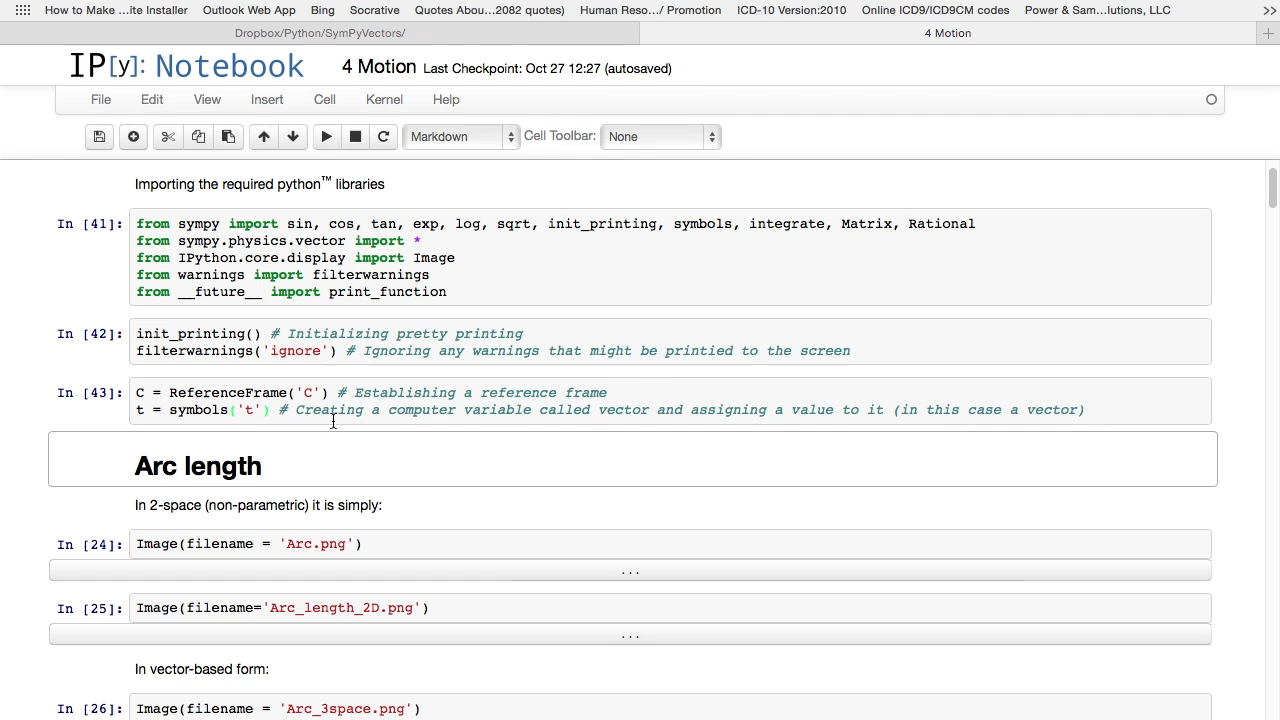 How to Make ...ite Installer Outlook Web App Bing Socrative Quotes Abou...2082 quotes) Human Reso.../ Promotion ICD-10 Version:2010 Online ICD9/ICD9CM codes Power & Sam...lutions, LLC >>
Dropbox/Python/SymPyVectors/ 4 Motion +
IP[y]: Notebook 4 Motion Last Checkpoint: Oct 27 12:27 (autosaved)
File Edit View Insert Cell Kernel Help
Markdown Cell Toolbar: None
Importing the required python™ libraries
In [41]: from sympy import sin, cos, tan, exp, log, sqrt, init_printing, symbols, integrate, Matrix, Rational
from sympy.physics.vector import *
from IPython.core.display import Image
from warnings import filterwarnings
from __future__ import print_function
In [42]: init_printing() # Initializing pretty printing
filterwarnings('ignore') # Ignoring any warnings that might be printied to the screen
In [43]: C = ReferenceFrame('C') # Establishing a reference frame
t = symbols('t') # Creating a computer variable called vector and assigning a value to it (in this case a vector)
Arc length
In 2-space (non-parametric) it is simply:
In [24]: Image(filename = 'Arc.png')
...
In [25]: Image(filename='Arc_length_2D.png')
...
In vector-based form:
In [26]: Image(filename = 'Arc_3space.png')